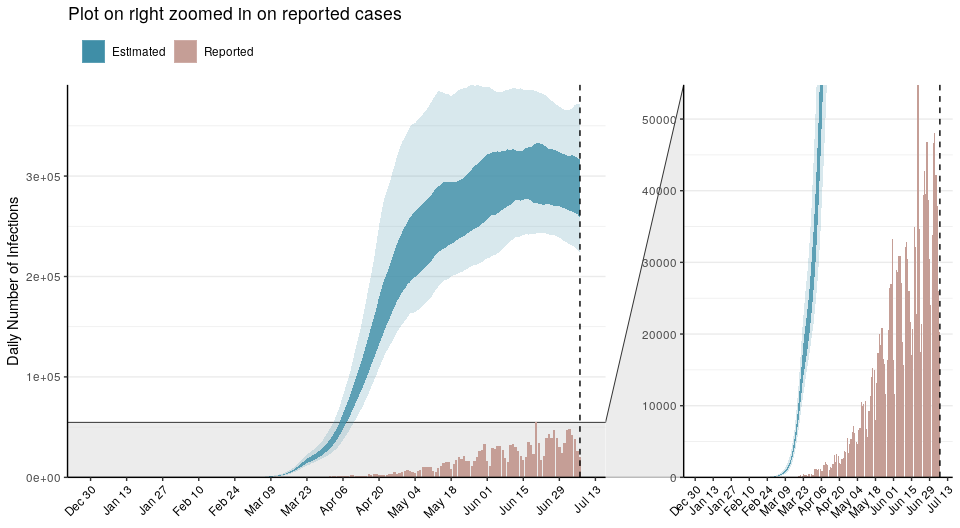 Plot on right zoomed in on reported cases
Estimated Reported
Daily Number of Infections
3e+05
2e+05
1e+05
0e+00
Dec 30 Jan 13 Jan 27 Feb 10 Feb 24 Mar 09 Mar 23 Apr 06 Apr 20 May 04 May 18 Jun 01 Jun 15 Jun 29 Jul 13
50000
40000
30000
20000
10000
0
Dec 30 Jan 13 Jan 27 Feb 10 Feb 24 Mar 09 Mar 23 Apr 06 Apr 20 May 04 May 18 Jun 01 Jun 15 Jun 29 Jul 13